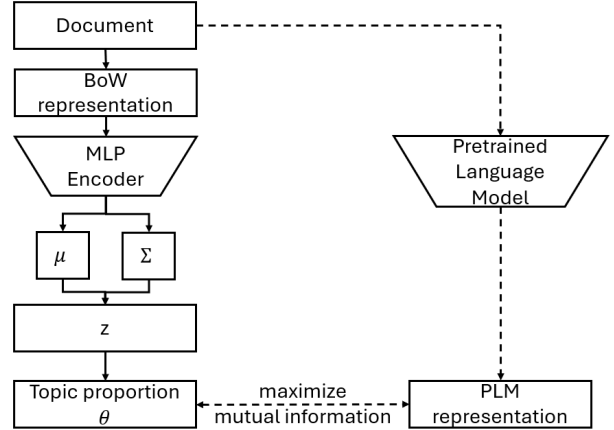 Document
BoW
representation
MLP
Encoder
μ
Σ
z
Topic proportion
θ
maximize
mutual information
Pretrained
Language
Model
PLM
representation